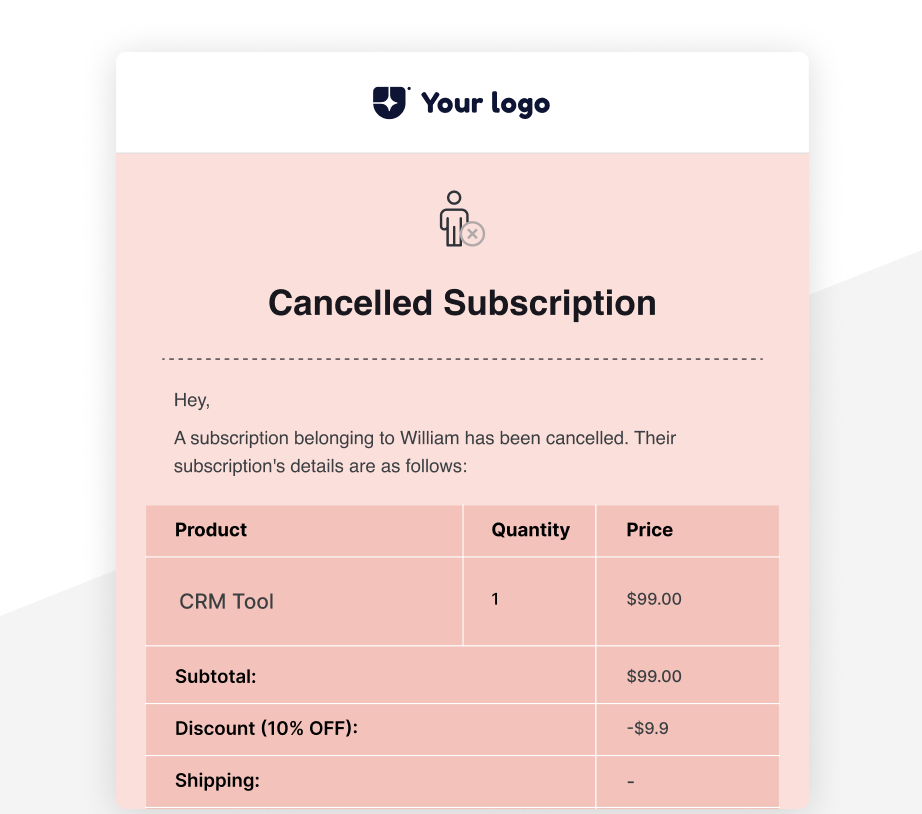 Your logo
Cancelled Subscription
Hey,
A subscription belonging to William has been cancelled. Their
subscription's details are as follows:
Product Quantity Price
CRM Tool 1 $99.00
Subtotal: $99.00
Discount (10% OFF): -$9.9
Shipping: -